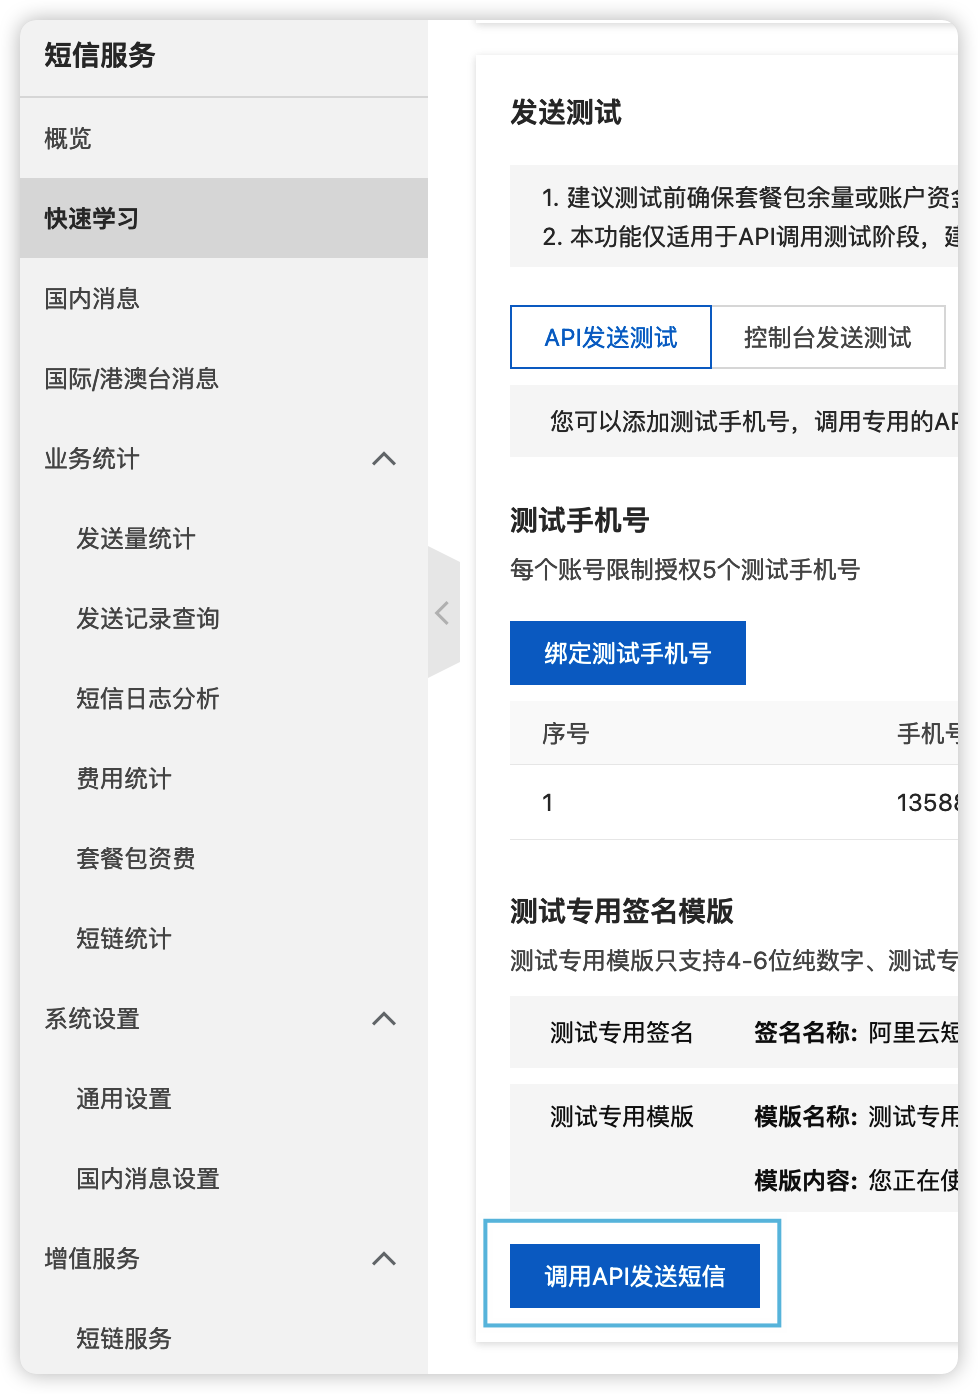 短信服务
概览
快速学习
国内消息
国际/港澳台消息
业务统计
发送量统计
发送记录查询
短信日志分析
费用统计
套餐包资费
短链统计
系统设置
通用设置
国内消息设置
增值服务
短链服务
发送测试
1. 建议测试前确保套餐包余量或账户资金
2. 本功能仅适用于API调用测试阶段，建
API发送测试 控制台发送测试
您可以添加测试手机号，调用专用的AP
测试手机号
每个账号限制授权5个测试手机号
绑定测试手机号
序号 手机号
1 13588
测试专用签名模版
测试专用模版只支持4-6位纯数字、测试专
测试专用签名 签名名称: 阿里云短
测试专用模版 模版名称: 测试专用
模版内容: 您正在使
调用API发送短信